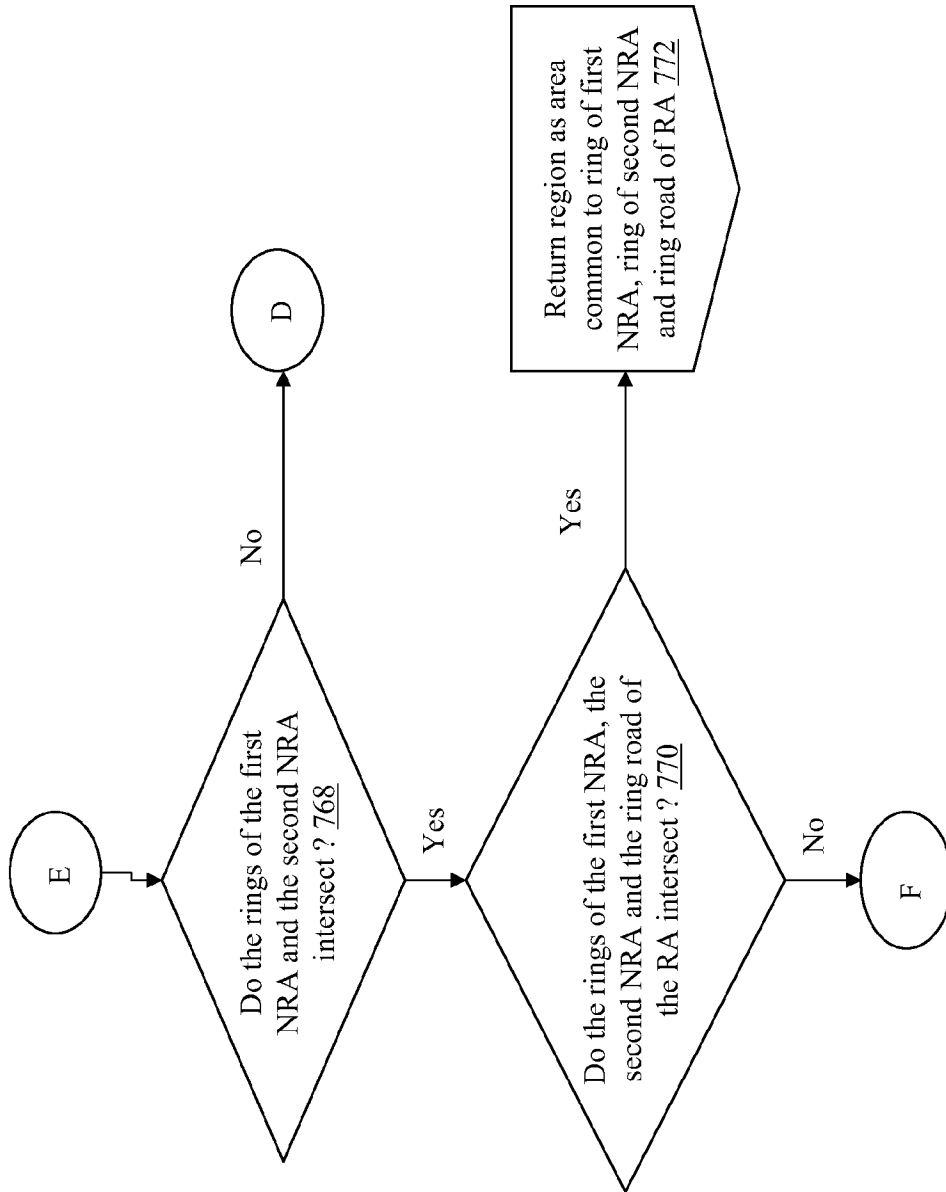 E
Do the rings of the first
NRA and the second NRA
intersect ? 768
No
D
Yes
Do the rings of the first NRA, the
second NRA and the ring road of
the RA intersect ? 770
Yes
Return region as area
common to ring of first
NRA, ring of second NRA
and ring road of RA 772
No
F